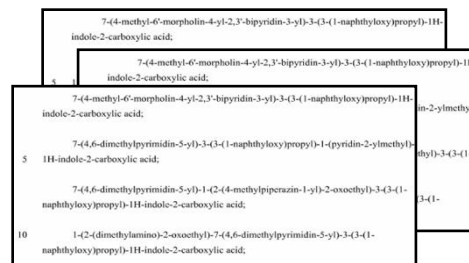 7-(4-methyl-6'-morpholin-4-yl-2,3'-bipyridin-3-yl)-3-(3-(1-naphthyloxy)propyl)-1H-
7-(4-methyl-6'-morpholin-4-yl-2,3'-bipyridin-3-yl)-3-(3-(1-naphthyloxy)propyl)-1H
indole-2-carboxylic acid;
5
7-(4-methyl-6'-morpholin-4-yl-2,3'-bipyridin-3-yl)-3-(3-(1-naphthyloxy)propyl)-1H-
indole-2-carboxylic acid;
7-(4,6-dimethylpyrimidin-5-yl)-3-(3-(1-naphthyloxy)propyl)-1-(pyridin-2-ylmethyl)-
5 1H-indole-2-carboxylic acid;
7-(4,6-dimethylpyrimidin-5-yl)-1-(2-(4-methylpiperazin-1-yl)-2-oxoethyl)-3-(3-(1-
naphthyloxy)propyl)-1H-indole-2-carboxylic acid;
10 1-(2-(dimethylamino)-2-oxoethyl)-7-(4,6-dimethylpyrimidin-5-yl)-3-(3-(1-
naphthyloxy)propyl)-1H-indole-2-carboxylic acid;